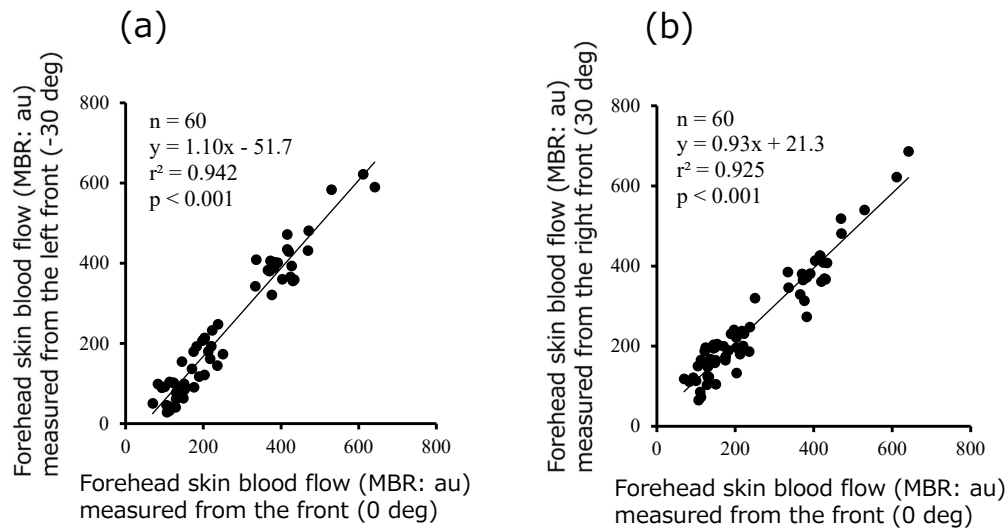 (a)
Forehead skin blood flow (MBR: au)
measured from the left front (-30 deg)
800
600
400
200
0
n = 60
y = 1.10x - 51.7
r² = 0.942
p < 0.001
0 200 400 600 800
Forehead skin blood flow (MBR: au)
measured from the front (0 deg)
(b)
Forehead skin blood flow (MBR: au)
measured from the right front (30 deg)
800
600
400
200
0
n = 60
y = 0.93x + 21.3
r² = 0.925
p < 0.001
0 200 400 600 800
Forehead skin blood flow (MBR: au)
measured from the front (0 deg)